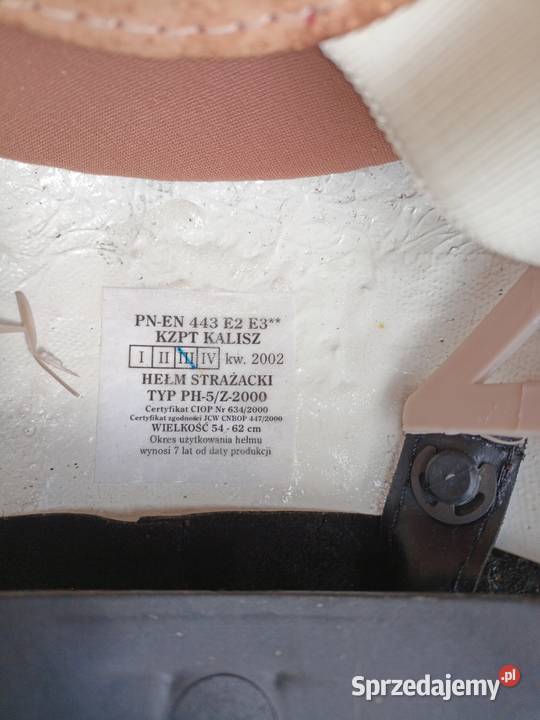 PN-EN 443 E2 E3**
KZPT KALISZ
I II III IV kw. 2002
HEŁM STRAŻACKI
TYP PH-5/Z-2000
Certyfikat CIOP Nr 634/2000
Certyfikat zgodności JCW CNBOP 447/2000
WIELKOŚĆ 54 - 62 cm
Okres użytkowania hełmu
wynosi 7 lat od daty produkcji
Sprzedajemy.pl